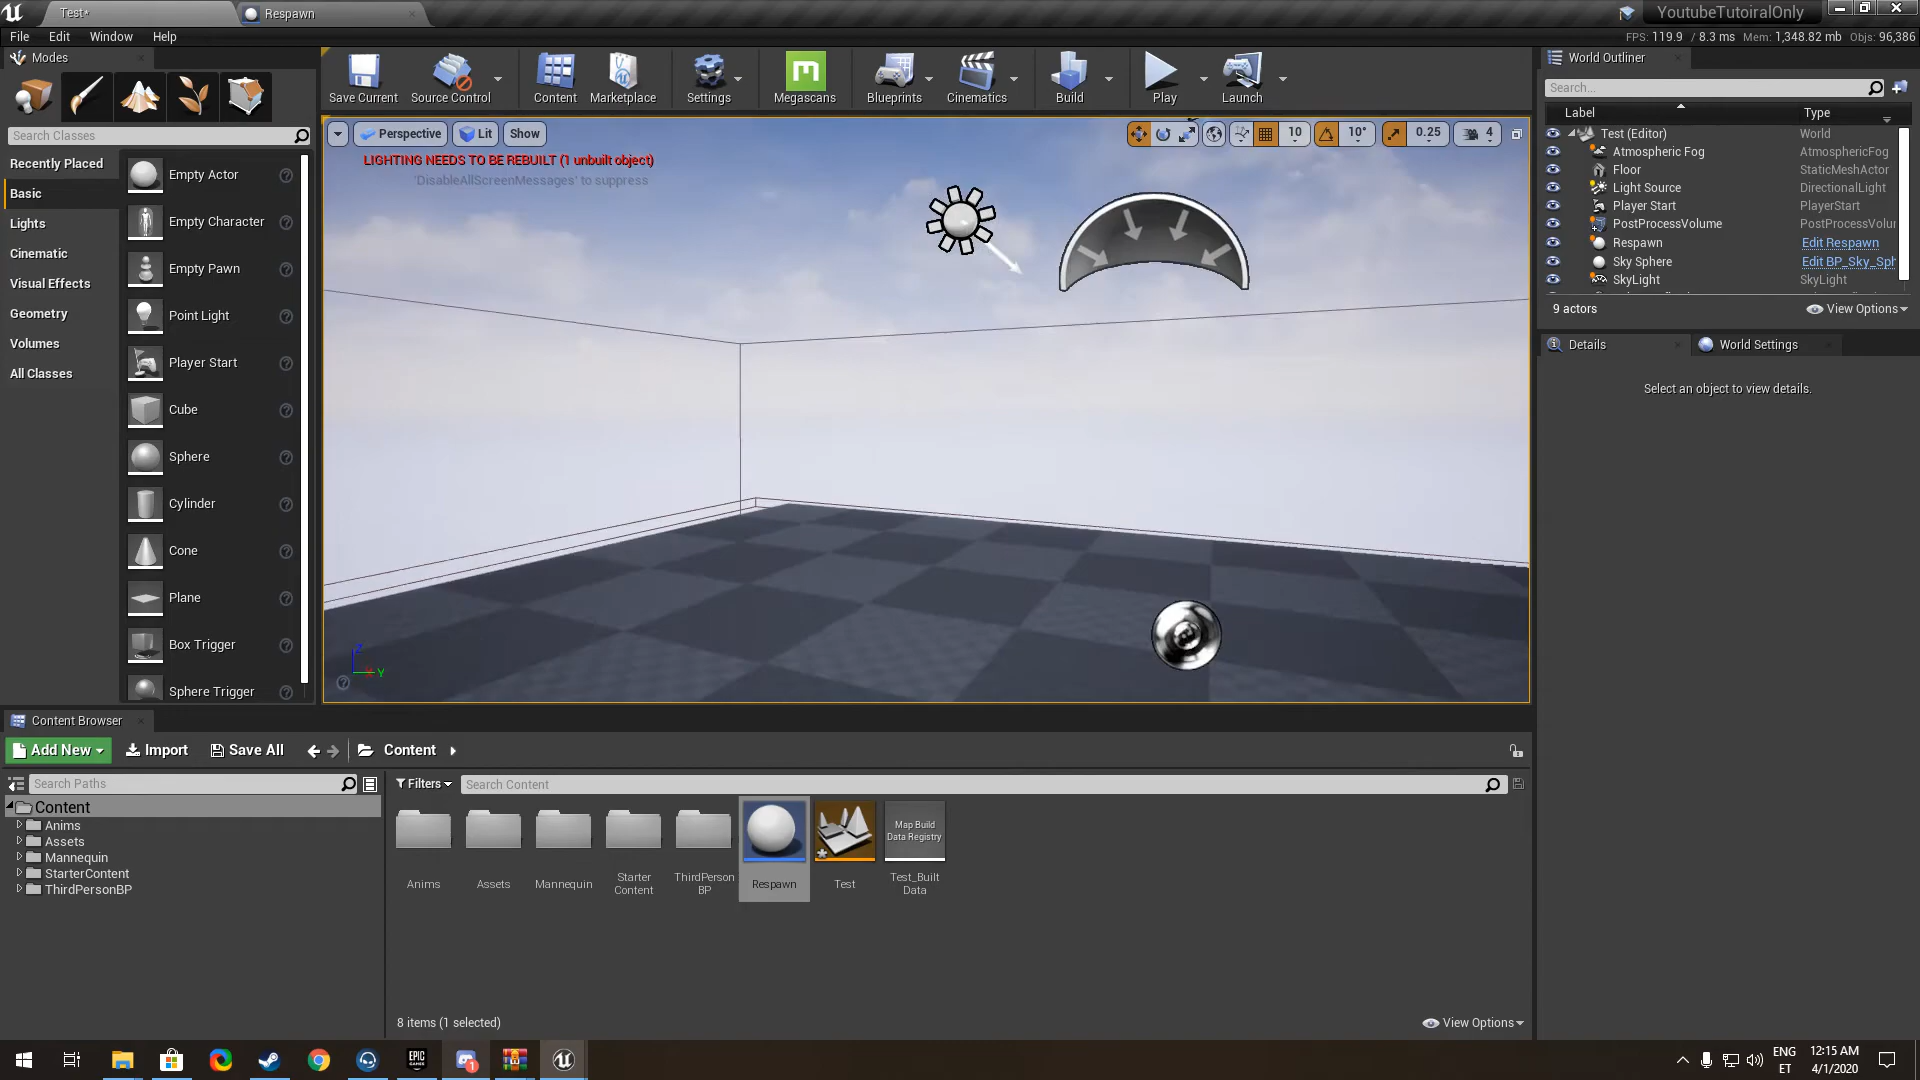 Test*
Respawn
YoutubeTutoiralOnly
File Edit Window Help
FPS: 119.9 / 8.3 ms Mem: 1,348.82 mb Objs: 96,386
Modes
Search Classes
Recently Placed
Basic
Lights
Cinematic
Visual Effects
Geometry
Volumes
All Classes
Empty Actor
Empty Character
Empty Pawn
Point Light
Player Start
Cube
Sphere
Cylinder
Cone
Plane
Box Trigger
Sphere Trigger
Save Current Source Control Content Marketplace Settings Megascans Blueprints Cinematics Build Play Launch
Perspective Lit Show
10 10° 0.25 4
LIGHTING NEEDS TO BE REBUILT (1 unbuilt object)
'DisableAllScreenMessages' to suppress
Z
Y
World Outliner
Search...
Label Type
Test (Editor) World
Atmospheric Fog AtmosphericFog
Floor StaticMeshActor
Light Source DirectionalLight
Player Start PlayerStart
PostProcessVolume PostProcessVolu
Respawn Edit Respawn
Sky Sphere Edit BP_Sky_Sph
SkyLight SkyLight
9 actors View Options
Details World Settings
Select an object to view details.
Content Browser
Add New Import Save All Content
Search Paths
Filters Search Content
Content
Anims
Assets
Mannequin
StarterContent
ThirdPersonBP
Map Build
Data Registry
Anims
Assets
Mannequin
Starter
Content
ThirdPerson
BP
Respawn
Test
Test_Built
Data
8 items (1 selected) View Options
EPIC
GAMES
1
ENG
ET
12:15 AM
4/1/2020